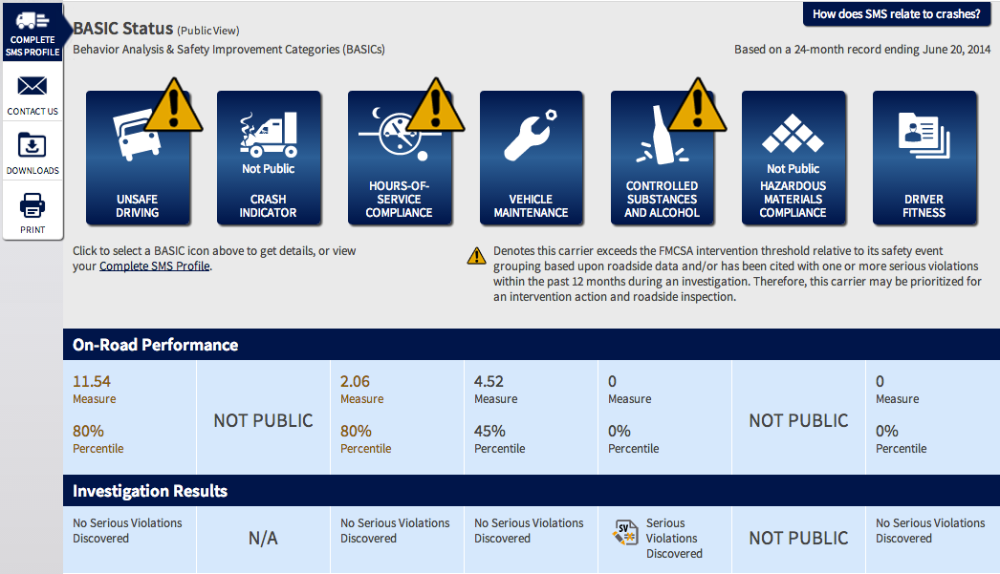 How does SMS relate to crashes?
COMPLETE
SMS PROFILE
CONTACT US
DOWNLOADS
PRINT
BASIC Status (Public View)
Behavior Analysis & Safety Improvement Categories (BASICs)
Based on a 24-month record ending June 20, 2014
UNSAFE
DRIVING
Not Public
CRASH
INDICATOR
HOURS-OF-
SERVICE
COMPLIANCE
VEHICLE
MAINTENANCE
CONTROLLED
SUBSTANCES
AND ALCOHOL
Not Public
HAZARDOUS
MATERIALS
COMPLIANCE
DRIVER
FITNESS
Click to select a BASIC icon above to get details, or view
your Complete SMS Profile.
Denotes this carrier exceeds the FMCSA intervention threshold relative to its safety event
grouping based upon roadside data and/or has been cited with one or more serious violations
within the past 12 months during an investigation. Therefore, this carrier may be prioritized for
an intervention action and roadside inspection.
On-Road Performance
11.54
Measure
80%
Percentile
NOT PUBLIC
2.06
Measure
80%
Percentile
4.52
Measure
45%
Percentile
0
Measure
0%
Percentile
NOT PUBLIC
0
Measure
0%
Percentile
Investigation Results
No Serious Violations
Discovered
N/A
No Serious Violations
Discovered
No Serious Violations
Discovered
SV
Serious
Violations
Discovered
NOT PUBLIC
No Serious Violations
Discovered